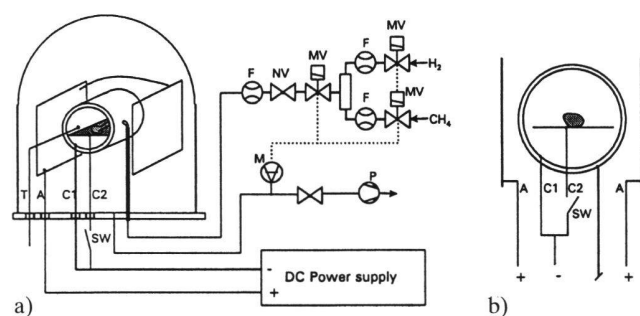 MV
F
H₂
MV
F
NV
MV
F
CH₄
M
P
T
A
C1
C2
SW
-
+
DC Power supply
a)
A
C1
C2
A
SW
+
-
+
b)